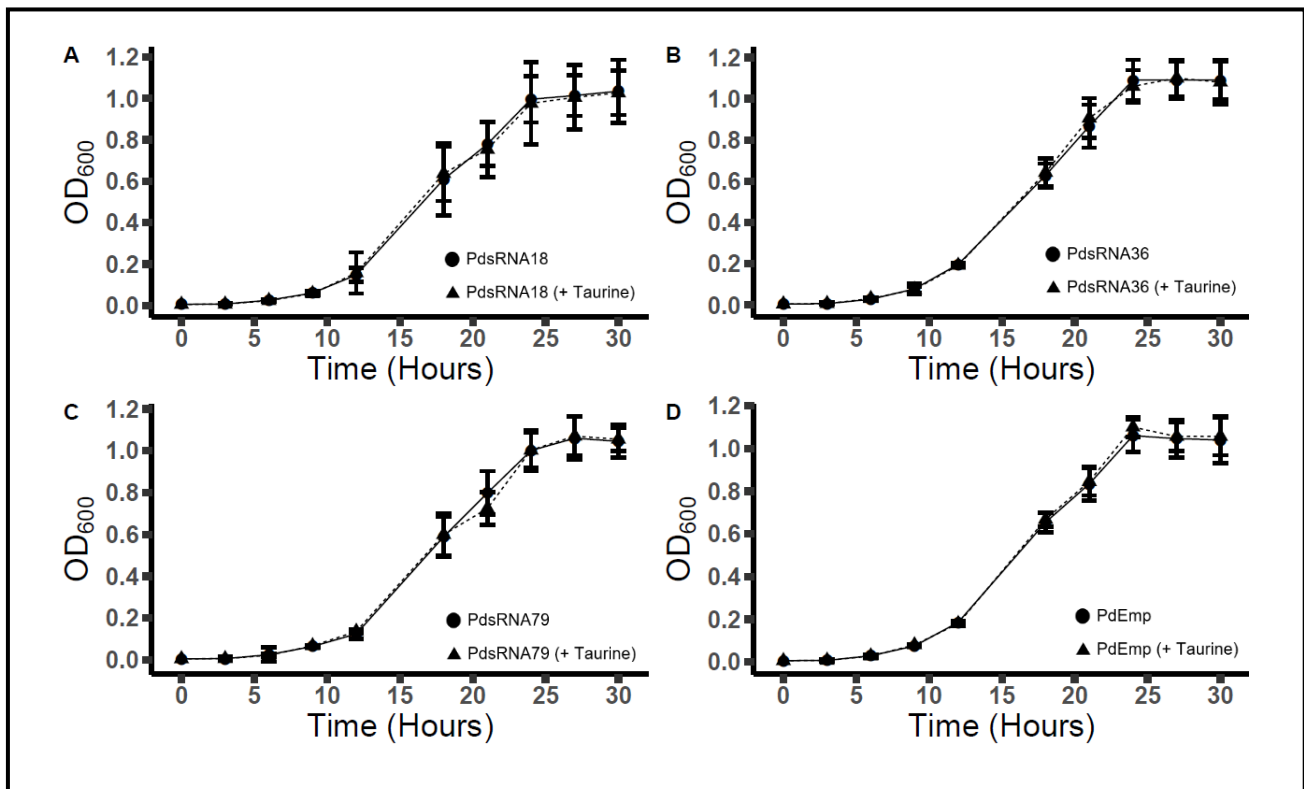 A
1.2
1.0
0.8
0.6
0.4
0.2
0.0
OD600
PdsRNA18
PdsRNA18 (+ Taurine)
0 5 10 15 20 25 30
Time (Hours)
B
1.2
1.0
0.8
0.6
0.4
0.2
0.0
OD600
PdsRNA36
PdsRNA36 (+ Taurine)
0 5 10 15 20 25 30
Time (Hours)
C
1.2
1.0
0.8
0.6
0.4
0.2
0.0
OD600
PdsRNA79
PdsRNA79 (+ Taurine)
0 5 10 15 20 25 30
Time (Hours)
D
1.2
1.0
0.8
0.6
0.4
0.2
0.0
OD600
PdEmp
PdEmp (+ Taurine)
0 5 10 15 20 25 30
Time (Hours)